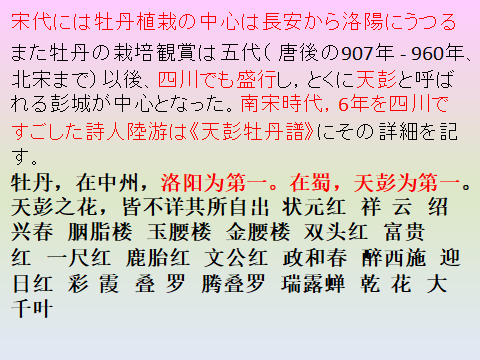 宋代には牡丹植栽の中心は長安から洛陽にうつる
また牡丹の栽培観賞は五代( 唐後の907年 - 960年、
北宋まで) 以後、四川でも盛行し，とくに天彭と呼ば
れる彭城が中心となった。南宋時代，6年を四川で
すごした詩人陸游は《天彭牡丹譜》にその詳細を記
す。
牡丹，在中州，洛阳为第一。在蜀，天彭为第一。
天彭之花，皆不详其所自出 状元红 祥 云 绍
兴春 胭脂楼 玉腰楼 金腰楼 双头红 富贵
红 一尺红 鹿胎红 文公红 政和春 醉西施 迎
日红 彩 霞 叠 罗 腾叠罗 瑞露蝉 乾 花 大
千叶